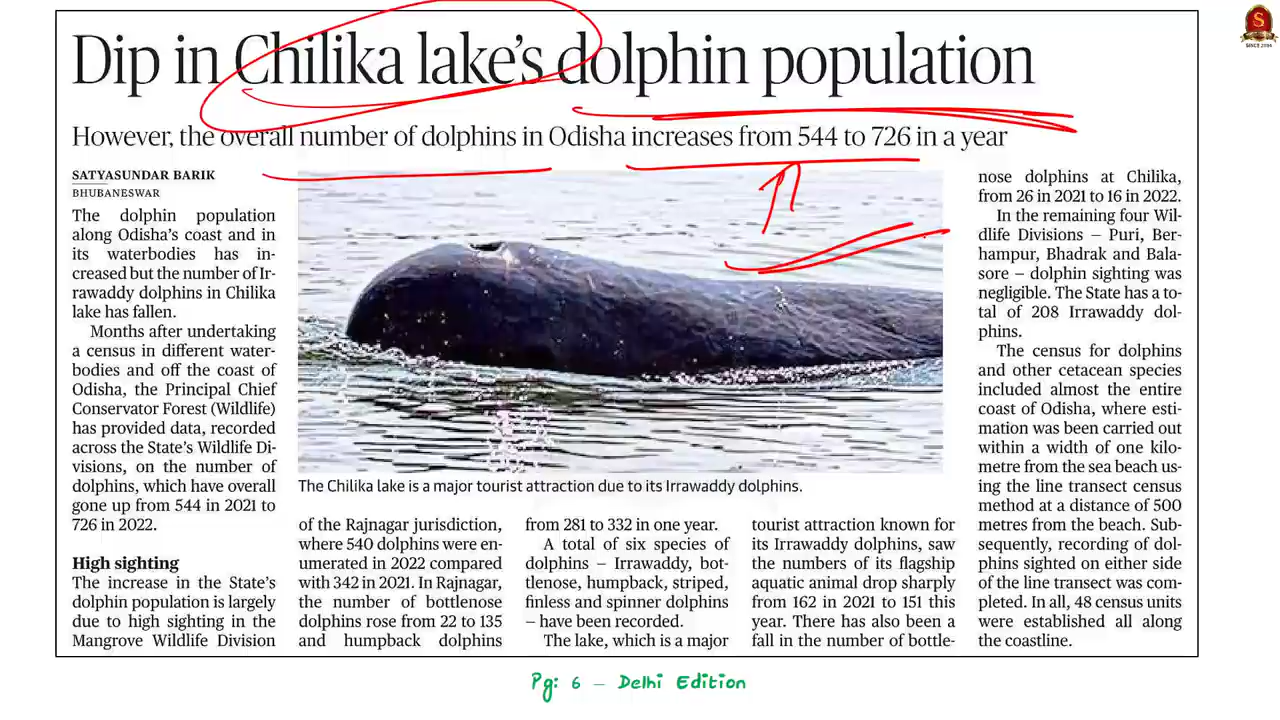 Dip in Chilika lake's dolphin population
However, the overall number of dolphins in Odisha increases from 544 to 726 in a year
SATYASUNDAR BARIK
BHUBANESWAR
The dolphin population
along Odisha's coast and in
its waterbodies has in-
creased but the number of Ir-
rawaddy dolphins in Chilika
lake has fallen.
Months after undertaking
a census in different water-
bodies and off the coast of
Odisha, the Principal Chief
Conservator Forest (Wildlife)
has provided data, recorded
across the State's Wildlife Di-
visions, on the number of
dolphins, which have overall
gone up from 544 in 2021 to
726 in 2022.
High sighting
The increase in the State's
dolphin population is largely
due to high sighting in the
Mangrove Wildlife Division
The Chilika lake is a major tourist attraction due to its Irrawaddy dolphins.
of the Rajnagar jurisdiction,
where 540 dolphins were en-
umerated in 2022 compared
with 342 in 2021. In Rajnagar,
the number of bottlenose
dolphins rose from 22 to 135
and humpback dolphins
from 281 to 332 in one year.
A total of six species of
dolphins – Irrawaddy, bot-
tlenose, humpback, striped,
finless and spinner dolphins
– have been recorded.
The lake, which is a major
tourist attraction known for
its Irrawaddy dolphins, saw
the numbers of its flagship
aquatic animal drop sharply
from 162 in 2021 to 151 this
year. There has also been a
fall in the number of bottle-
nose dolphins at Chilika,
from 26 in 2021 to 16 in 2022.
In the remaining four Wil-
dlife Divisions – Puri, Ber-
hampur, Bhadrak and Bala-
sore – dolphin sighting was
negligible. The State has a to-
tal of 208 Irrawaddy dol-
phins.
The census for dolphins
and other cetacean species
included almost the entire
coast of Odisha, where esti-
mation was been carried out
within a width of one kilo-
metre from the sea beach us-
ing the line transect census
method at a distance of 500
metres from the beach. Sub-
sequently, recording of dol-
phins sighted on either side
of the line transect was com-
pleted. In all, 48 census units
were established all along
the coastline.
Pg: 6 – Delhi Edition
S
SINCE 2004